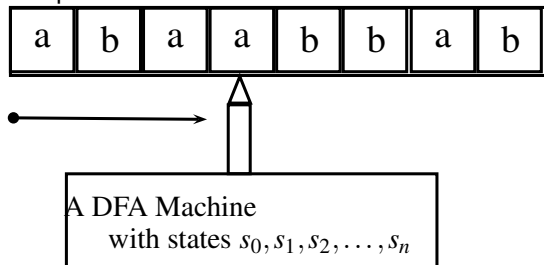 a b a a b b a b
A DFA Machine
with states s₀, s₁, s₂, ..., sₙ